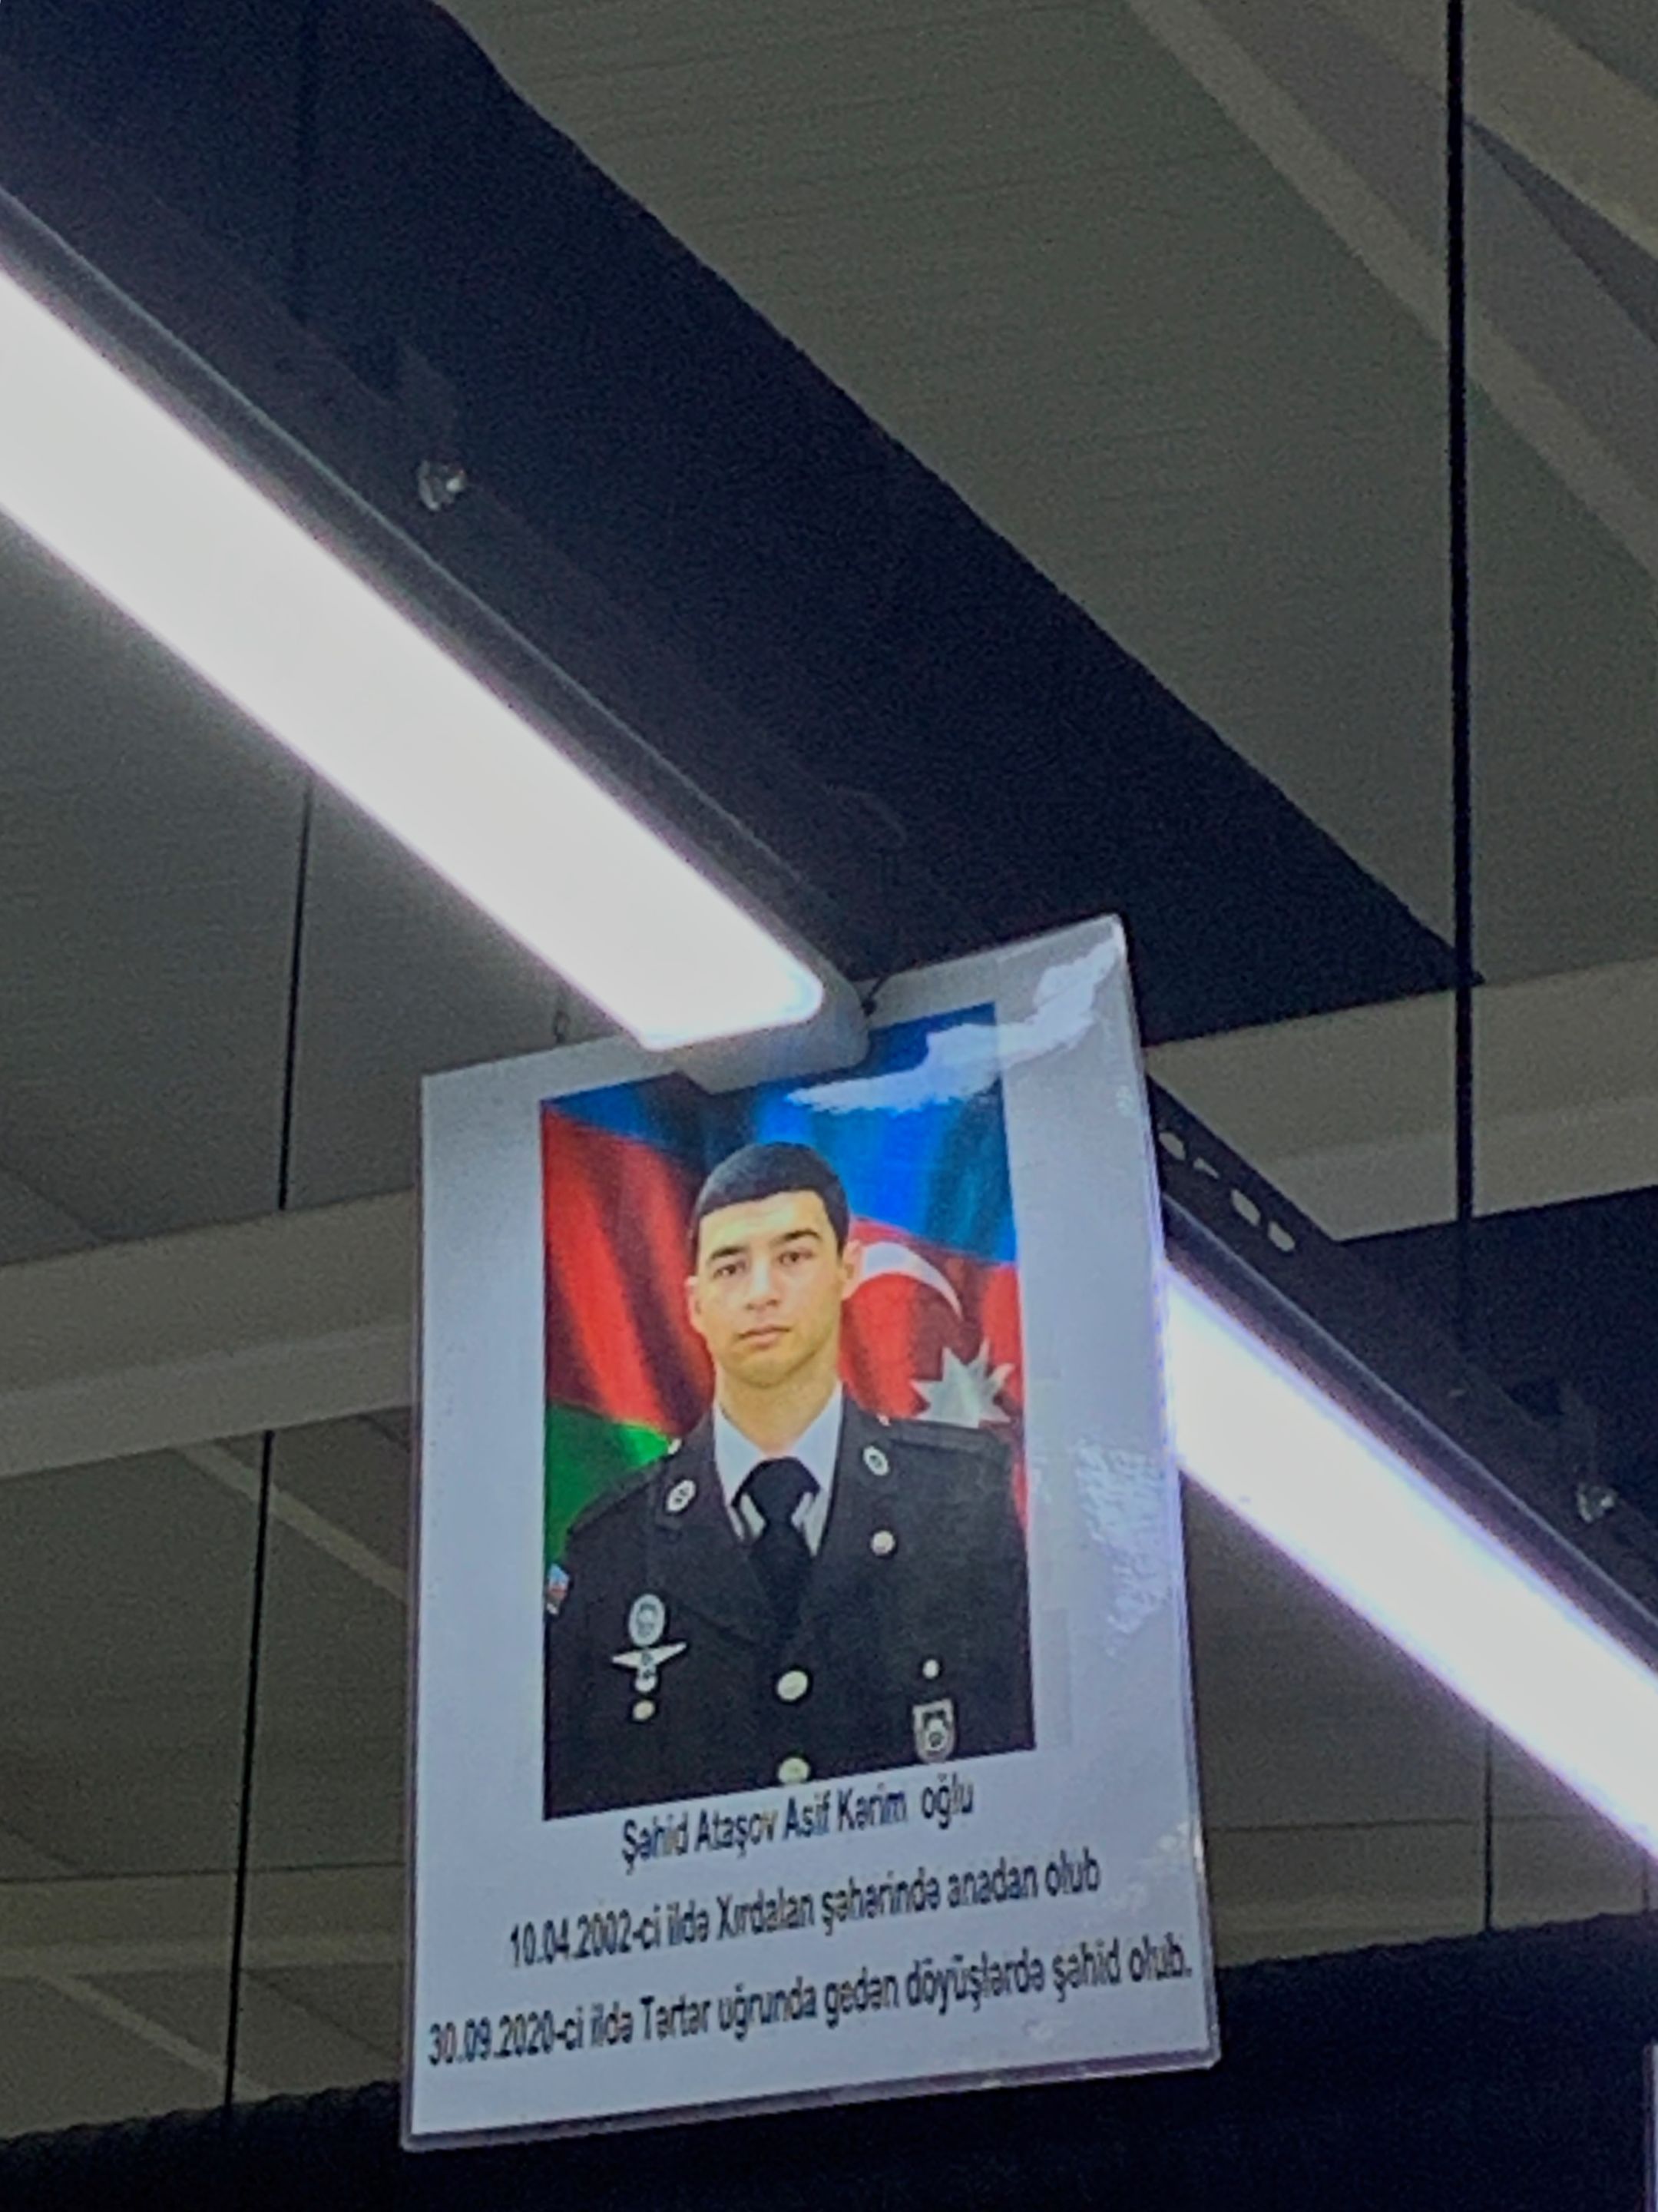 Şəhid Ataşov Asif Kərim oğlu
10.04.2002-ci ildə Xırdalan şəhərində anadan olub
30.09.2020-ci ildə Tərtər uğrunda gedən döyüşlərdə şəhid olub.